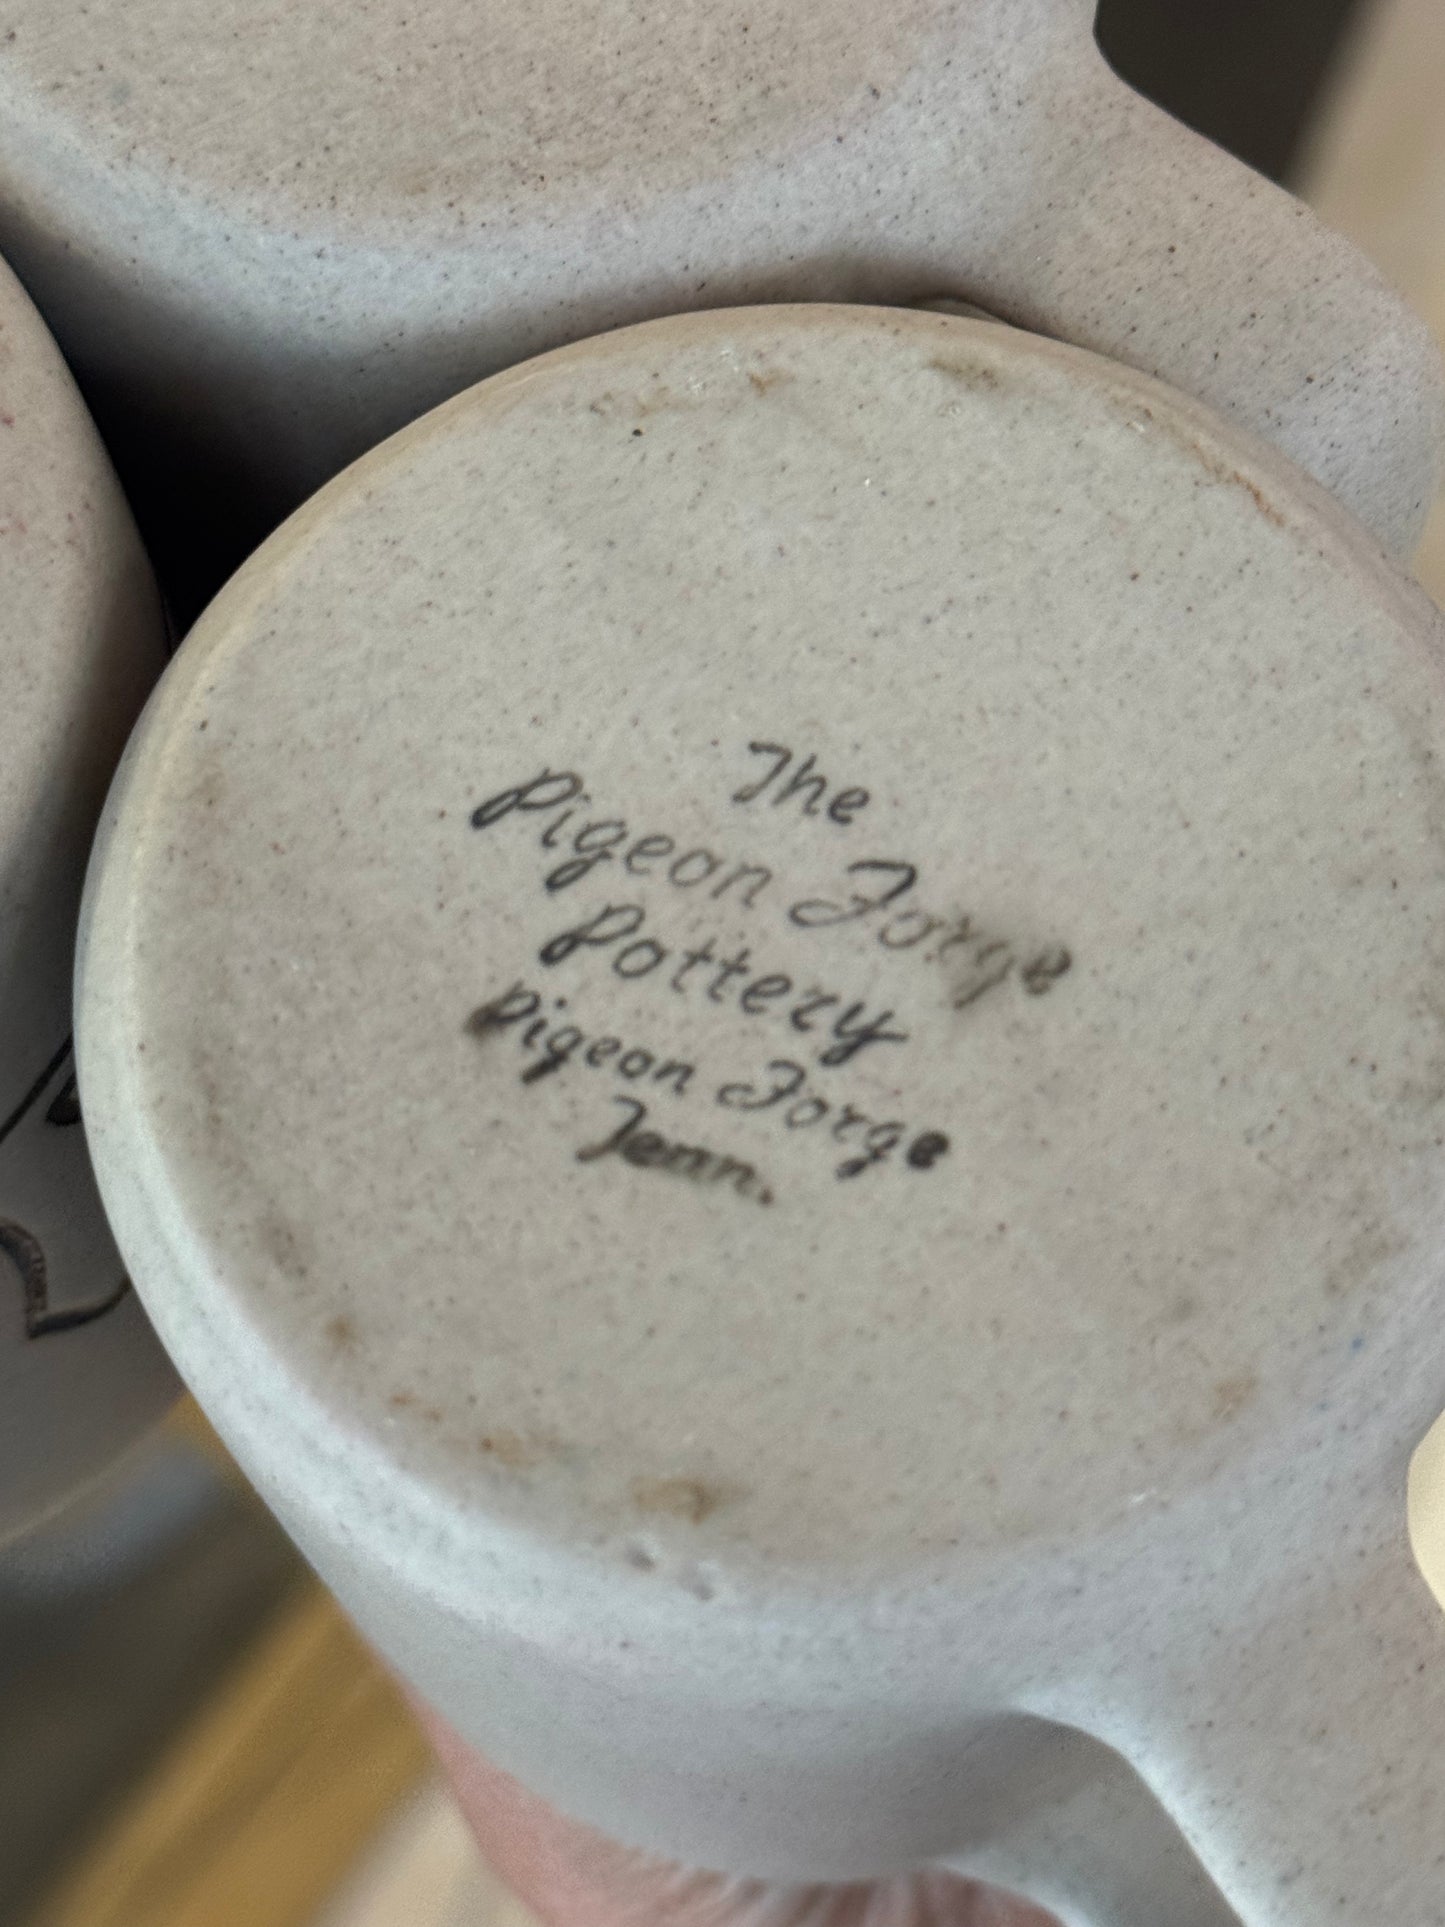 The
Pigeon Forge
Pottery
Pigeon Forge
Tenn.